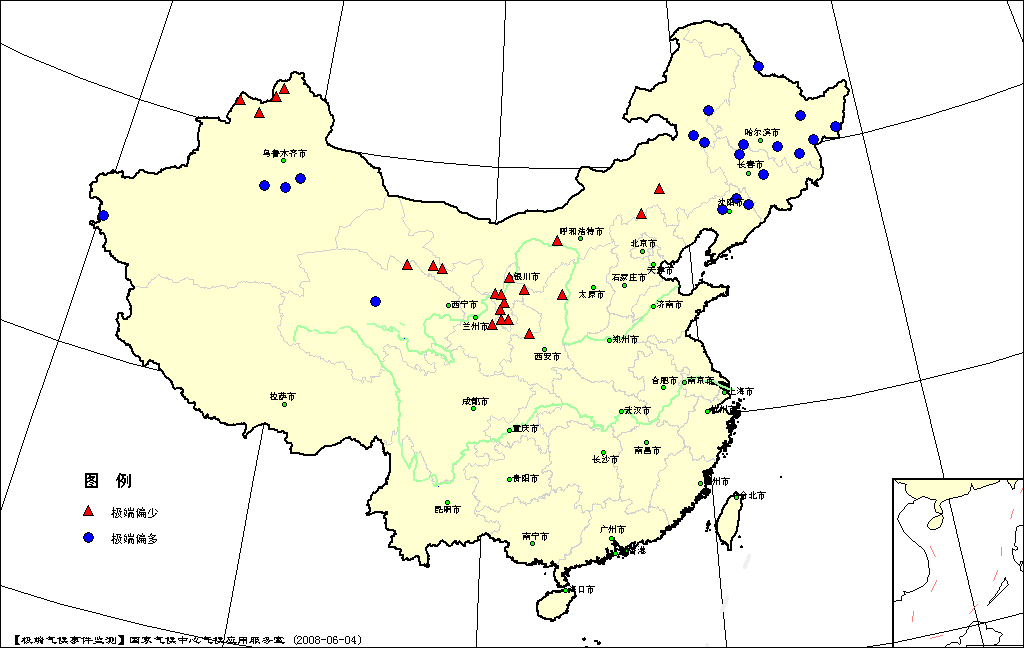 哈尔滨市
乌鲁木齐市
长春市
沈阳市
呼和浩特市
北京市
天津市
银川市
石家庄市
太原市
西宁市
济南市
兰州市
郑州市
西安市
合肥市
南京市
上海市
拉萨市
成都市
武汉市
杭州市
重庆市
南昌市
长沙市
贵阳市
州市
台北市
昆明市
广州市
南宁市
港
口市
图 例
极端偏少
极端偏多
【极端气候事件监测】国家气候中心气候应用服务室 (2008-06-04)